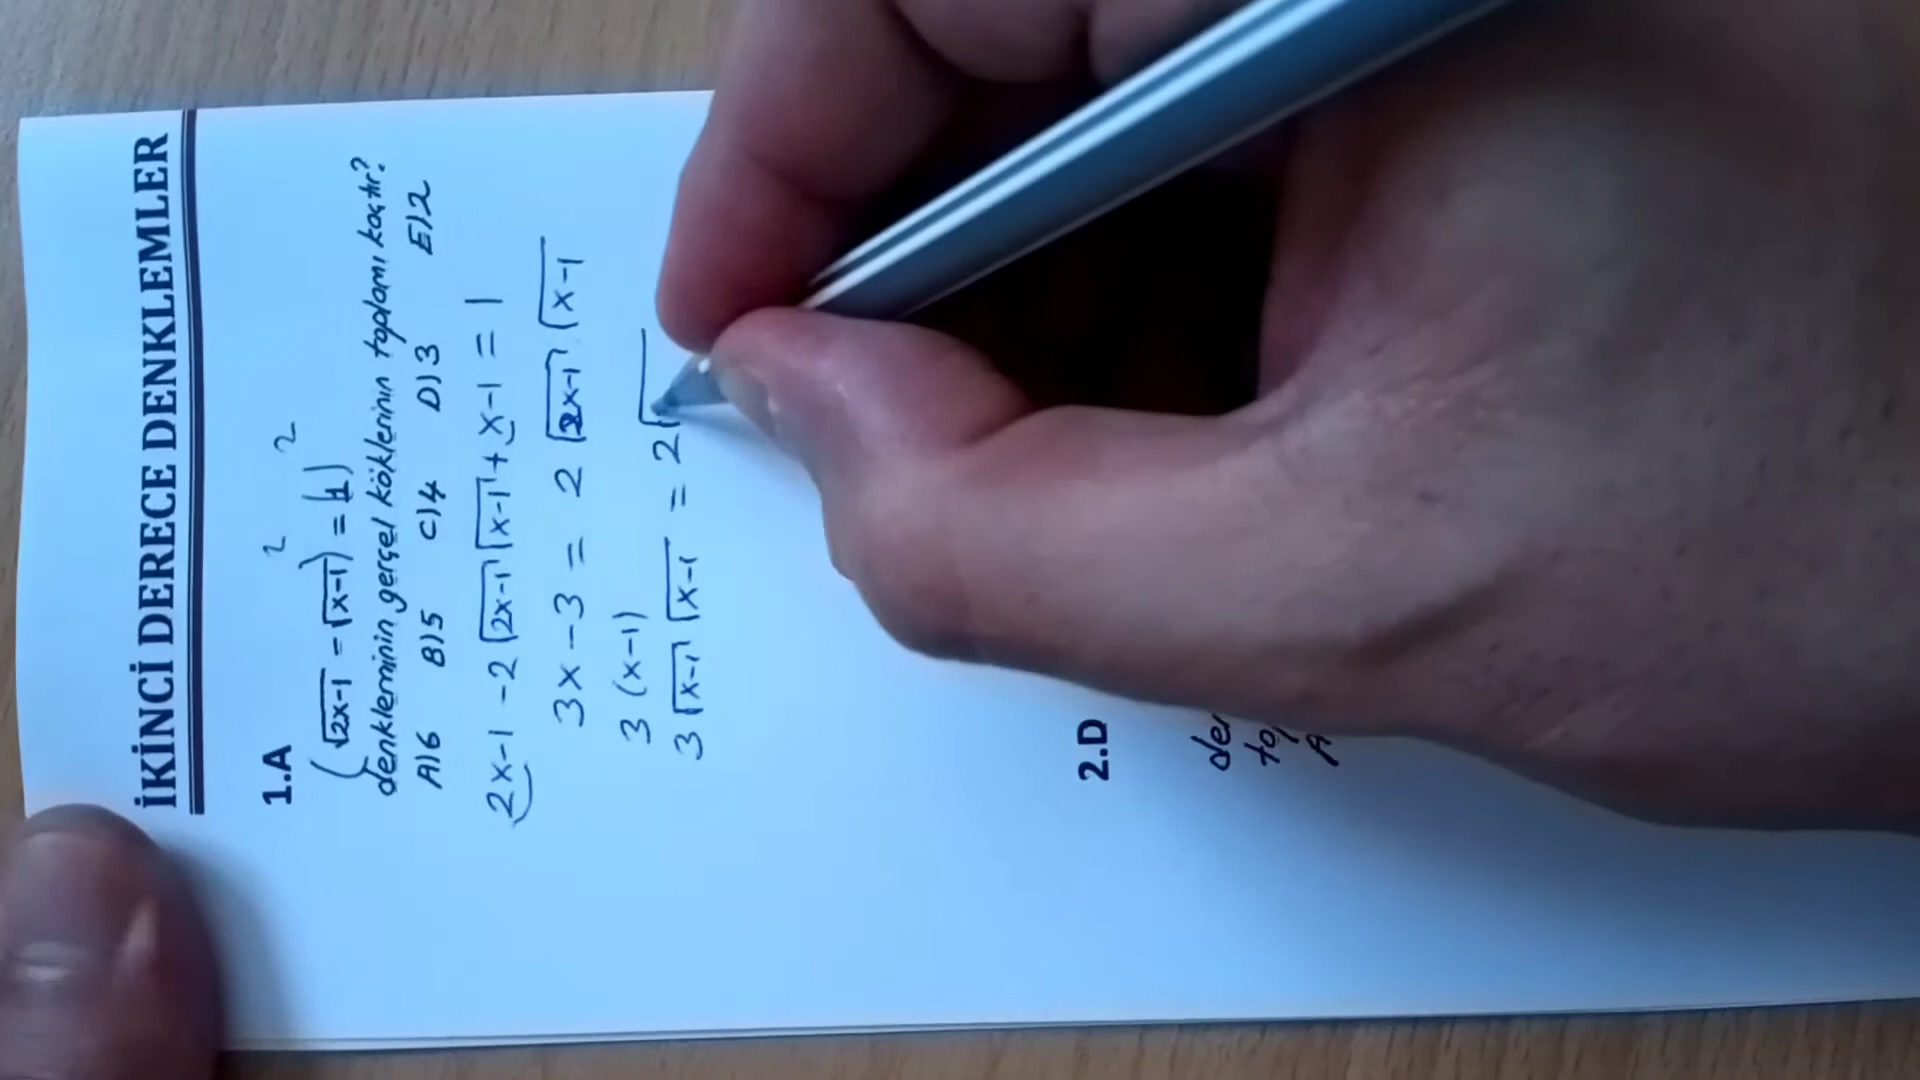 İKİNCİ DERECE DENKLEMLER
1.A
(√2x-1 - √x-1)² = (1)²
denkleminin gerçel köklerinin toplamı kaçtır?
A)6 B)5 C)4 D)3 E)2
2x-1 -2 √2x-1 √x-1 + x-1 = 1
3x-3 = 2 √2x-1 √x-1
3 (x-1)
3 √x-1 √x-1 = 2√
2.D